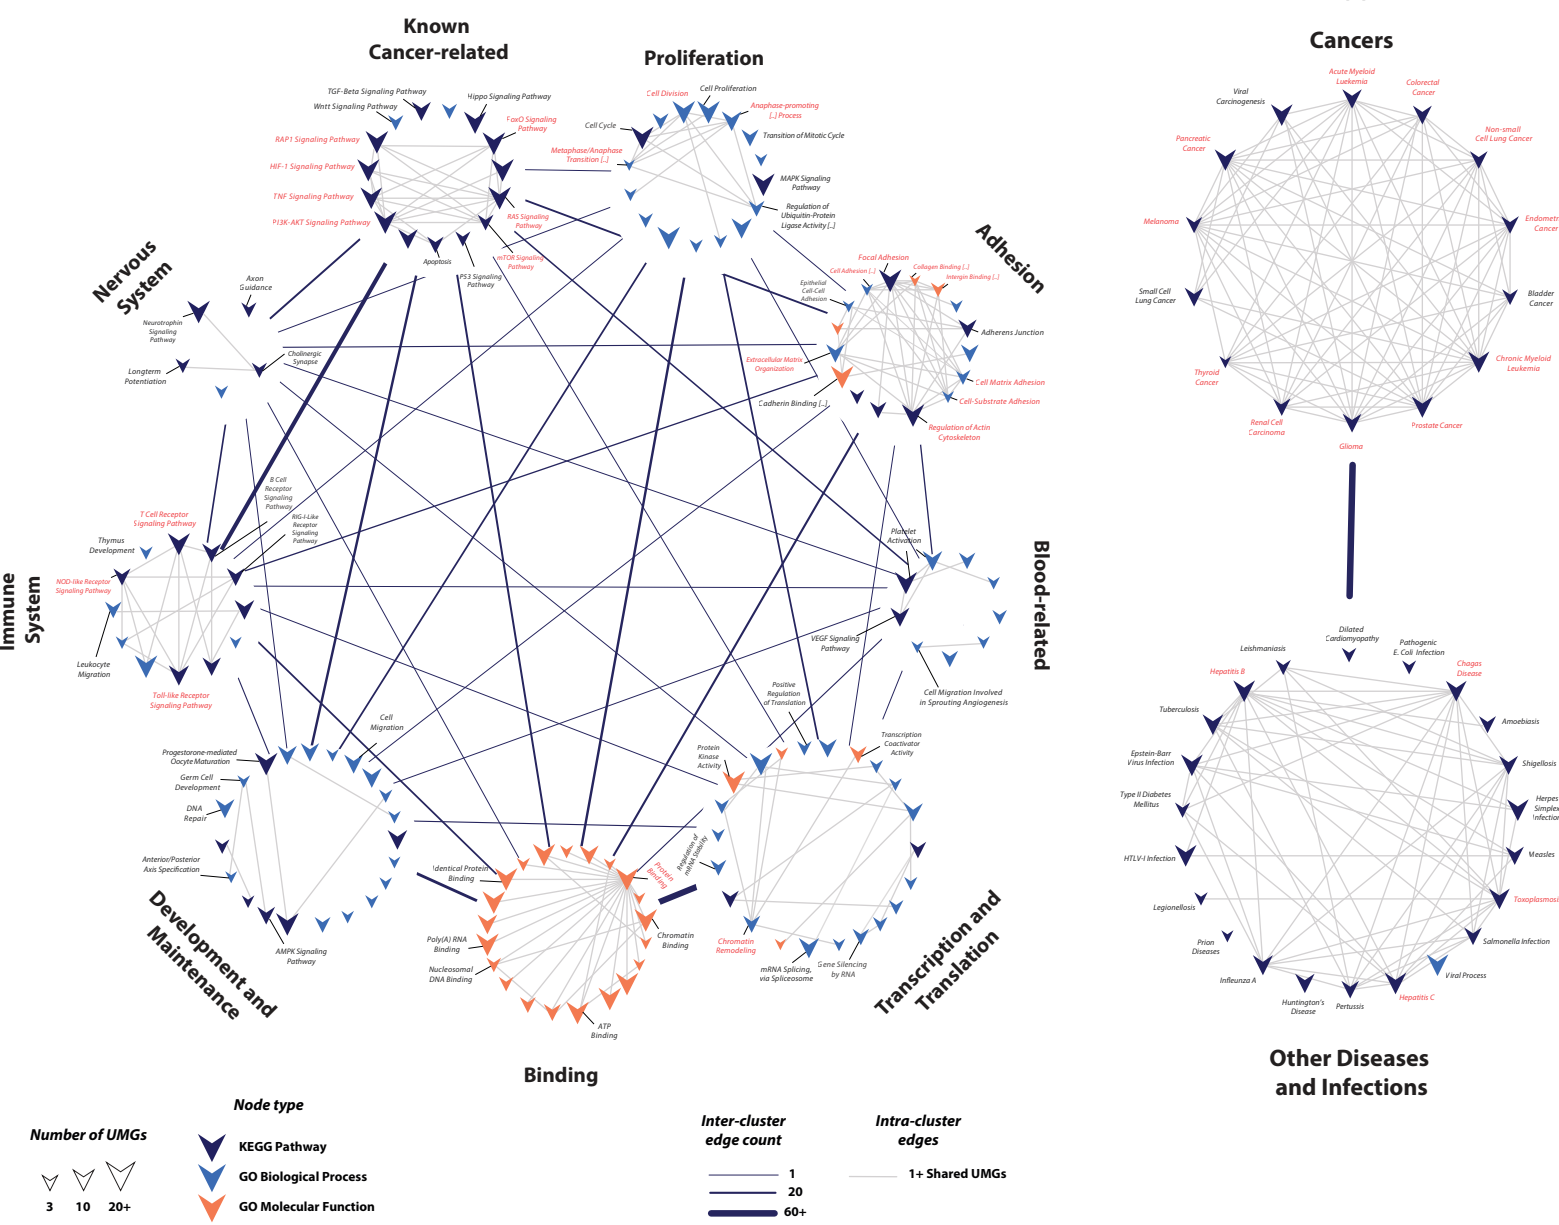 Known
Cancer-related
TGF-Beta Signaling Pathway
Wntt Signaling Pathway
Hippo Signaling Pathway
RAP1 Signaling Pathway
FoxO Signaling
Pathway
HIF-1 Signaling Pathway
TNF Signaling Pathway
PI3K-AKT Signaling Pathway
RAS Signaling
Pathway
mTOR Signaling
Pathway
Apoptosis
P53 Signaling
Pathway
Proliferation
Cell Division
Cell Proliferation
Anaphase-promoting
[..] Process
Cell Cycle
Transition of Mitotic Cycle
Metaphase/Anaphase
Transition [..]
MAPK Signaling
Pathway
Regulation of
Ubiquitin-Protein
Ligase Activity [..]
Adhesion
Focal Adhesion
Cell Adhesion [..]
Collagen Binding [..]
Intergin Binding [..]
Epithelial
Cell-Cell
Adhesion
Adherens Junction
Extracellular Matrix
Organization
Cell Matrix Adhesion
Cadherin Binding [..]
Cell-Substrate Adhesion
Regulation of Actin
Cytoskeleton
Nervous
System
Axon
Guidance
Neurotrophin
Signaling
Pathway
Cholinergic
Synapse
Longterm
Potentiation
Immune
System
B Cell
Receptor
Signaling
Pathway
RIG-I-Like
Receptor
Signaling
Pathway
T Cell Receptor
Signaling Pathway
Thymus
Development
NOD-like Receptor
Signaling Pathway
Leukocyte
Migration
Toll-like Receptor
Signaling Pathway
Blood-related
Platelet
Activation
VEGF Signaling
Pathway
Cell Migration Involved
in Sprouting Angiogenesis
Development and
Maintenance
Cell
Migration
Progestorone-mediated
Oocyte Maturation
Germ Cell
Development
DNA
Repair
Anterior/Posterior
Axis Specification
AMPK Signaling
Pathway
Binding
Identical Protein
Binding
Protein
Binding
Poly(A) RNA
Binding
Nucleosomal
DNA Binding
Chromatin
Binding
ATP
Binding
Transcription and
Translation
Positive
Regulation
of Translation
Protein
Kinase
Activity
Transcription
Coactivator
Activity
Regulation of
mRNA Stability
Chromatin
Remodeling
mRNA Splicing,
via Spliceosome
Gene Silencing
by RNA
Cancers
Acute Myeloid
Luekemia
Colorectal
Cancer
Viral
Carcinogenesis
Non-small
Cell Lung Cancer
Pancreatic
Cancer
Melanoma
Endometr
Cancer
Small Cell
Lung Cancer
Bladder
Cancer
Thyroid
Cancer
Chronic Myeloid
Leukemia
Renal Cell
Carcinoma
Prostate Cancer
Glioma
Dilated
Cardiomyopathy
Pathogenic
E. Coli Infection
Leishmaniasis
Hepatitis B
Chagas
Disease
Tuberculosis
Amoebiasis
Epstein-Barr
Virus Infection
Shigellosis
Type II Diabetes
Mellitus
Herpes
Simplex
Infection
HTLV-I Infection
Measles
Legionellosis
Toxoplasmosi
Prion
Diseases
Salmonella Infection
Infleunza A
Viral Process
Huntington's
Disease
Pertussis
Hepatitis C
Other Diseases
and Infections
Number of UMGs
3
10
20+
Node type
KEGG Pathway
GO Biological Process
GO Molecular Function
Inter-cluster
edge count
1
20
60+
Intra-cluster
edges
1+ Shared UMGs